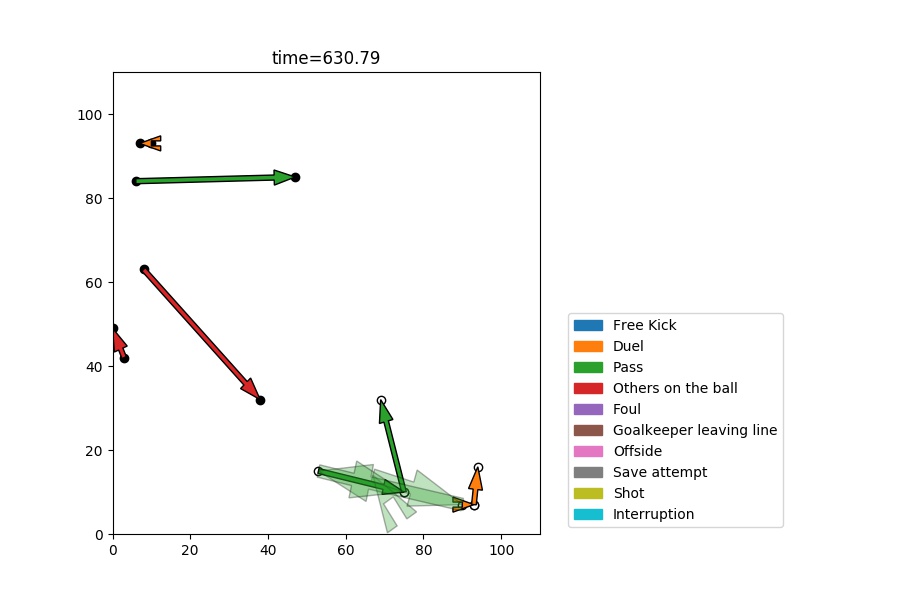 time=630.79
100
80
60
40
20
0
0 20 40 60 80 100
Free Kick
Duel
Pass
Others on the ball
Foul
Goalkeeper leaving line
Offside
Save attempt
Shot
Interruption